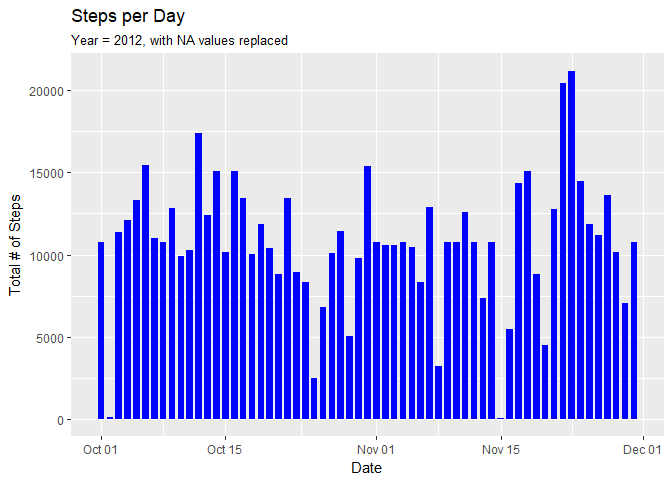 Steps per Day
Year = 2012, with NA values replaced
20000
15000
10000
5000
0
Total # of Steps
Oct 01
Oct 15
Nov 01
Nov 15
Dec 01
Date